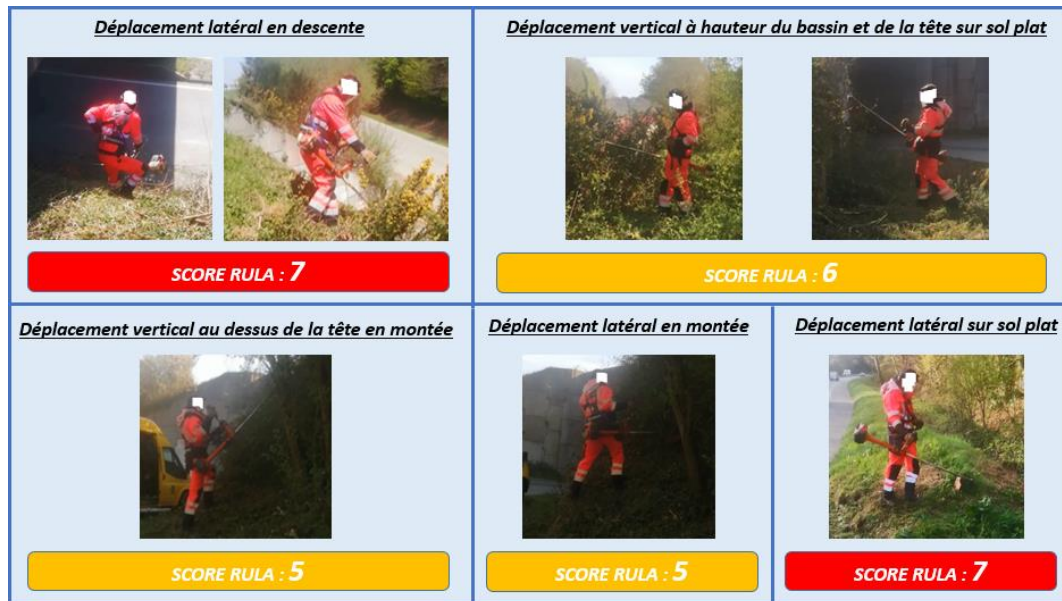 Déplacement latéral en descente
Déplacement vertical à hauteur du bassin et de la tête sur sol plat
SCORE RULA : 7
SCORE RULA : 6
Déplacement vertical au dessus de la tête en montée
Déplacement latéral en montée
Déplacement latéral sur sol plat
SCORE RULA : 5
SCORE RULA : 5
SCORE RULA : 7